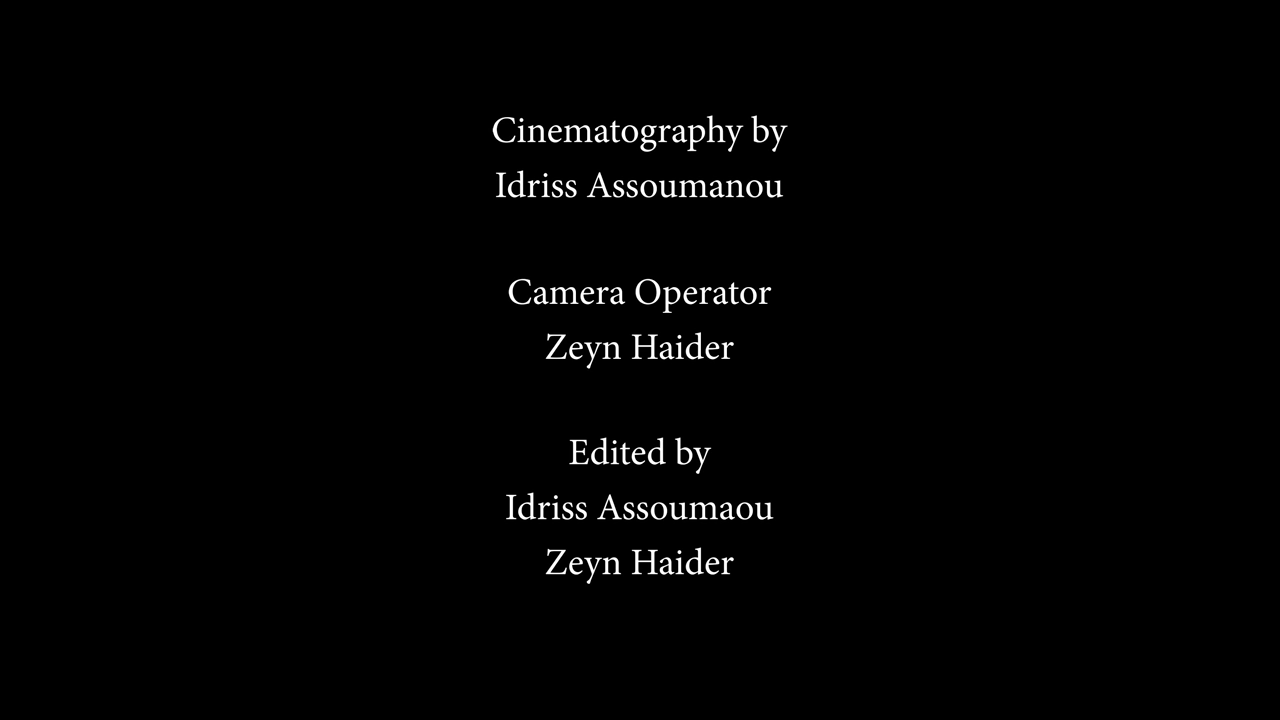 Cinematography by
Idriss Assoumanou
Camera Operator
Zeyn Haider
Edited by
Idriss Assoumaou
Zeyn Haider